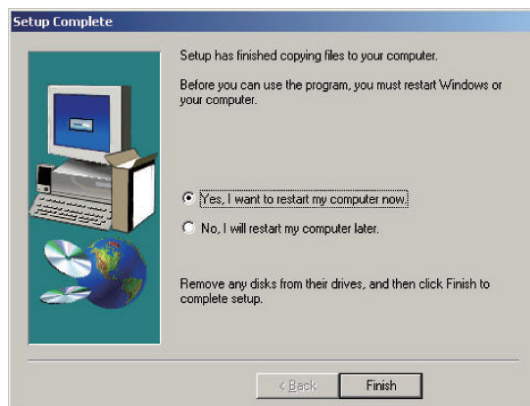 Setup Complete
Setup has finished copying files to your computer.
Before you can use the program, you must restart Windows or
your computer.
Yes, I want to restart my computer now.
No, I will restart my computer later.
Remove any disks from their drives, and then click Finish to
complete setup.
< Back
Finish